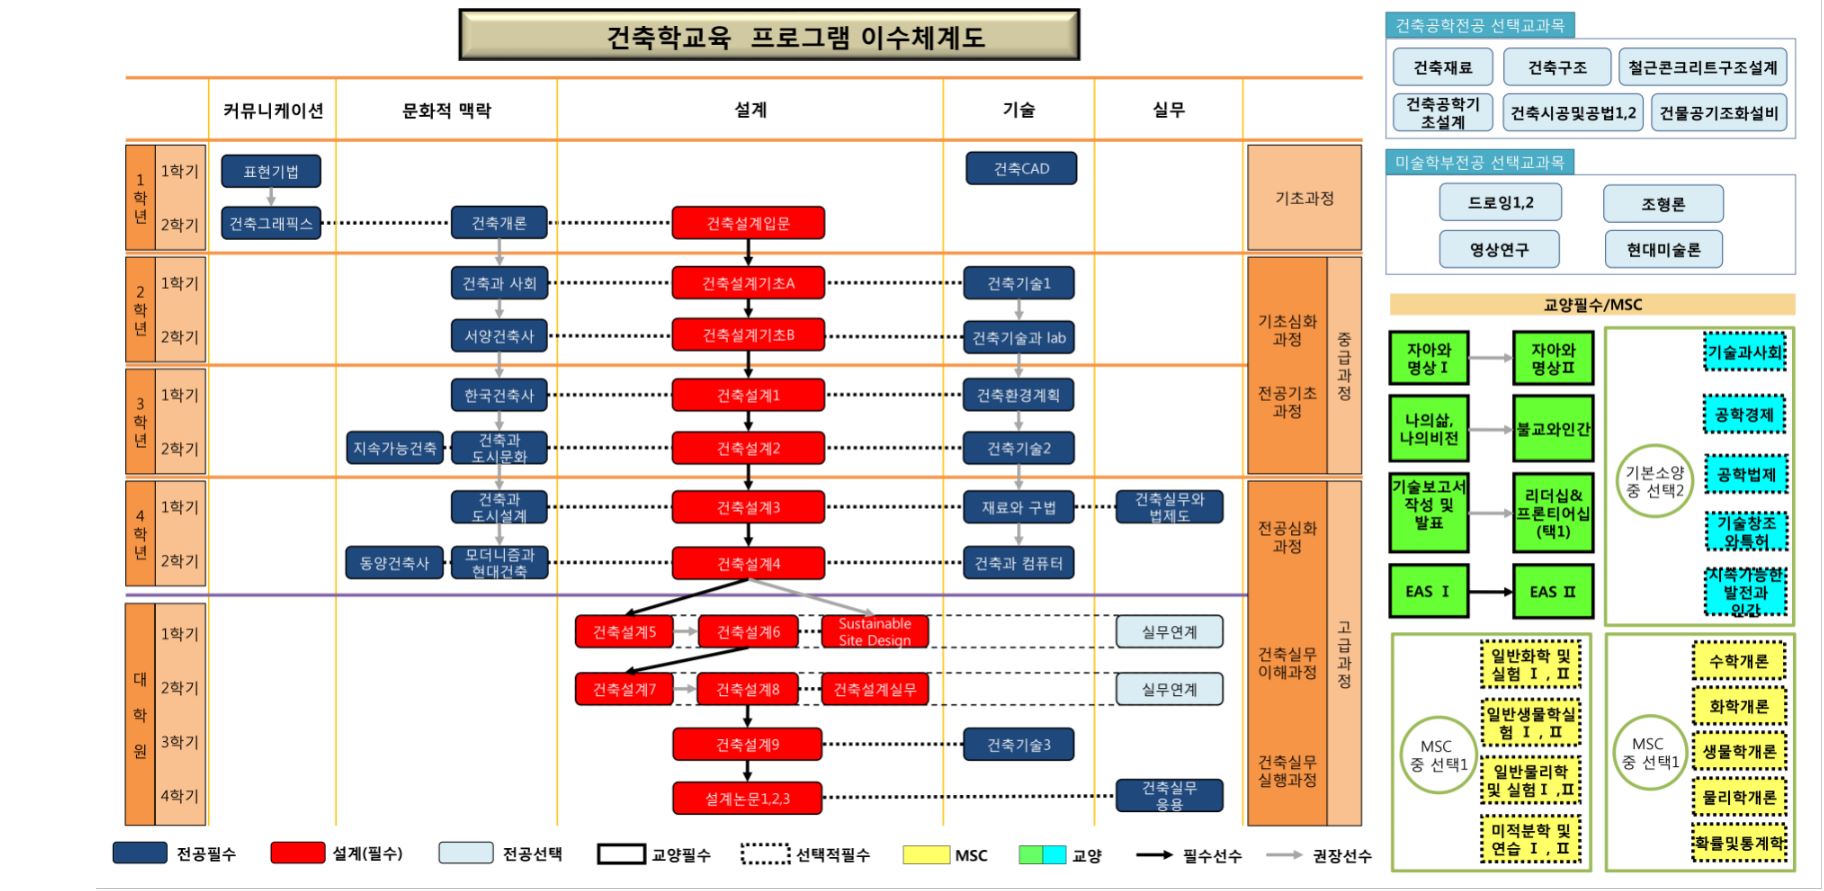 건축학교육 프로그램 이수체계도
커뮤니케이션
문화적 맥락
설계
기술
실무
1
학
년
1학기
표현기법
건축CAD
기초과정
2학기
건축그래픽스
건축개론
건축설계입문
2
학
년
1학기
건축과 사회
건축설계기초A
건축기술1
기초심화
과정
중
급
과
정
2학기
서양건축사
건축설계기초B
건축기술과 lab
3
학
년
1학기
한국건축사
건축설계1
건축환경계획
전공기초
과정
2학기
지속가능건축
건축과
도시문화
건축설계2
건축기술2
4
학
년
1학기
건축과
도시설계
건축설계3
재료와 구법
건축실무와
법제도
전공심화
과정
2학기
동양건축사
모더니즘과
현대건축
건축설계4
건축과 컴퓨터
대
학
원
1학기
건축설계5
건축설계6
Sustainable
Site Design
실무연계
건축실무
이해과정
고
급
과
정
2학기
건축설계7
건축설계8
건축설계실무
실무연계
3학기
건축설계9
건축기술3
건축실무
실행과정
4학기
설계논문1,2,3
건축실무
응용
전공필수
설계(필수)
전공선택
교양필수
선택적필수
MSC
교양
필수선수
권장선수
건축공학전공 선택교과목
건축재료
건축구조
철근콘크리트구조설계
건축공학기
초설계
건축시공및공법1,2
건물공기조화설비
미술학부전공 선택교과목
드로잉1,2
조형론
영상연구
현대미술론
교양필수/MSC
자아와
명상Ⅰ
자아와
명상Ⅱ
나의삶,
나의비전
불교와인간
기술보고서
작성 및
발표
리더십&
프론티어십
(택1)
EAS Ⅰ
EAS Ⅱ
기본소양
중 선택2
기술과사회
공학경제
공학법제
기술창조
와특허
지속가능한
발전과
인간
MSC
중 선택1
일반화학 및
실험 Ⅰ, Ⅱ
일반생물학실
험 Ⅰ, Ⅱ
일반물리학
및 실험Ⅰ,Ⅱ
미적분학 및
연습 Ⅰ, Ⅱ
MSC
중 선택1
수학개론
화학개론
생물학개론
물리학개론
확률및통계학